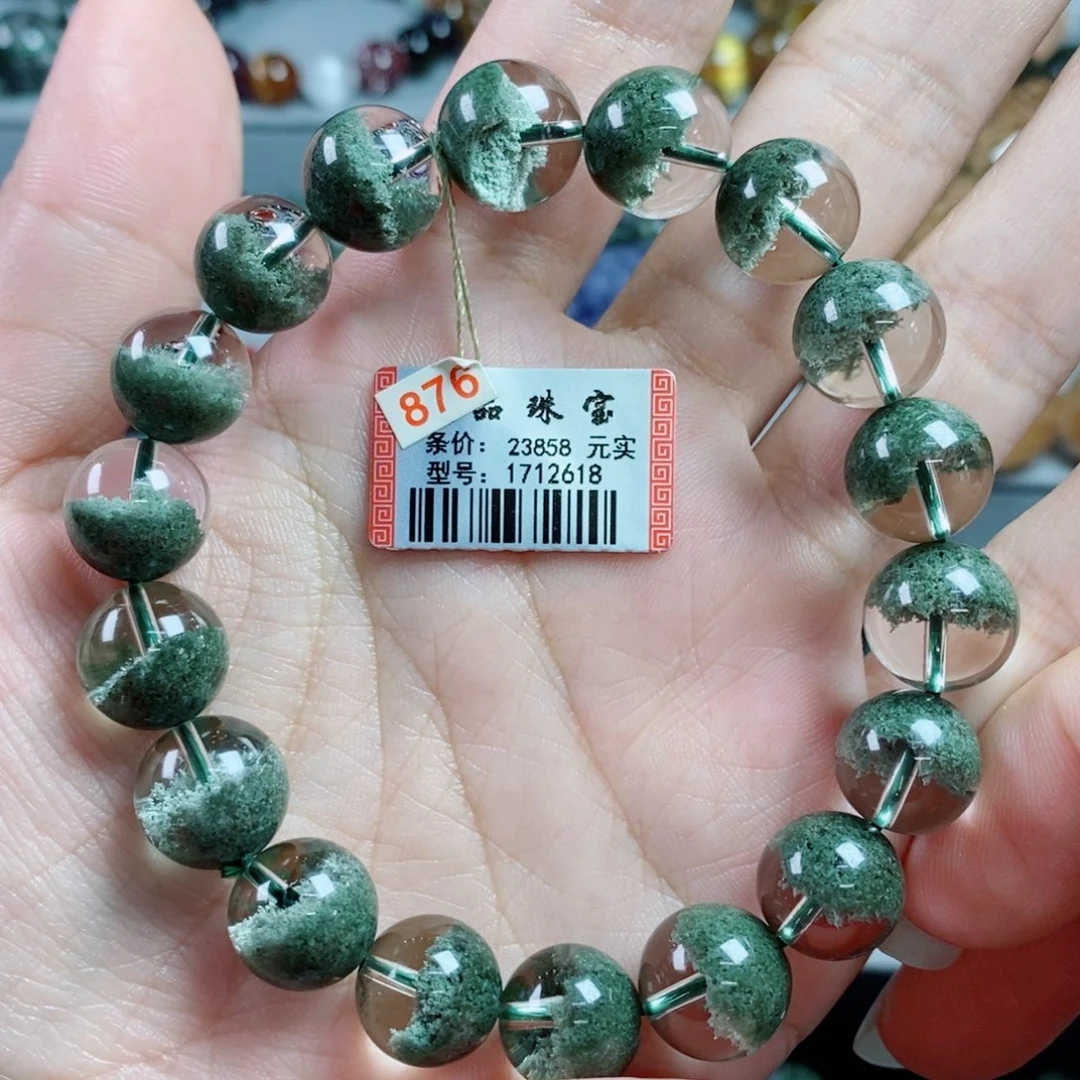 876
品 珠 宝
条价： 23858 元实
型号： 1712618